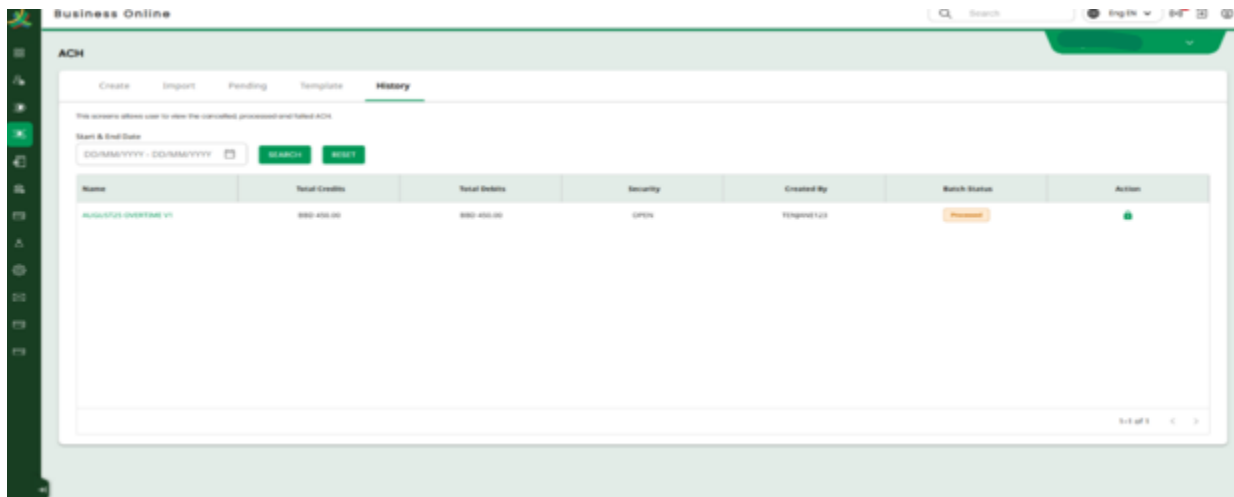 Business Online
Search
Eng EN
ACH
Create Import Pending Template History
This screens allows user to view the cancelled, processed and failed ACH.
Start & End Date
DD/MM/YYYY - DD/MM/YYYY SEARCH RESET
Name Total Credits Total Debits Security Created By Batch Status Action
AUGUST25 OVERTIME V1 BBD 450.00 BBD 450.00 OPEN Processed
1-1 of 1